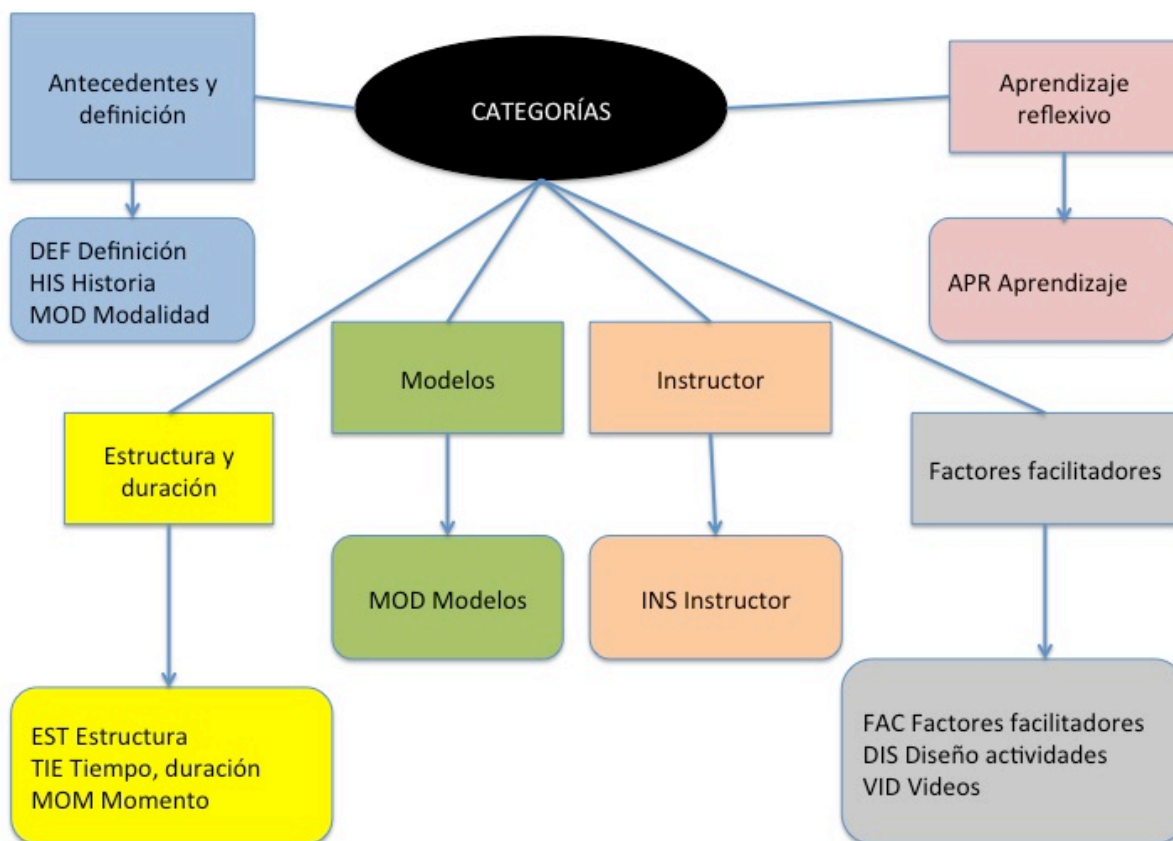 Antecedentes y
definición
CATEGORÍAS
Aprendizaje
reflexivo
DEF Definición
HIS Historia
MOD Modalidad
APR Aprendizaje
Modelos
Instructor
Estructura y
duración
Factores facilitadores
MOD Modelos
INS Instructor
EST Estructura
TIE Tiempo, duración
MOM Momento
FAC Factores facilitadores
DIS Diseño actividades
VID Videos